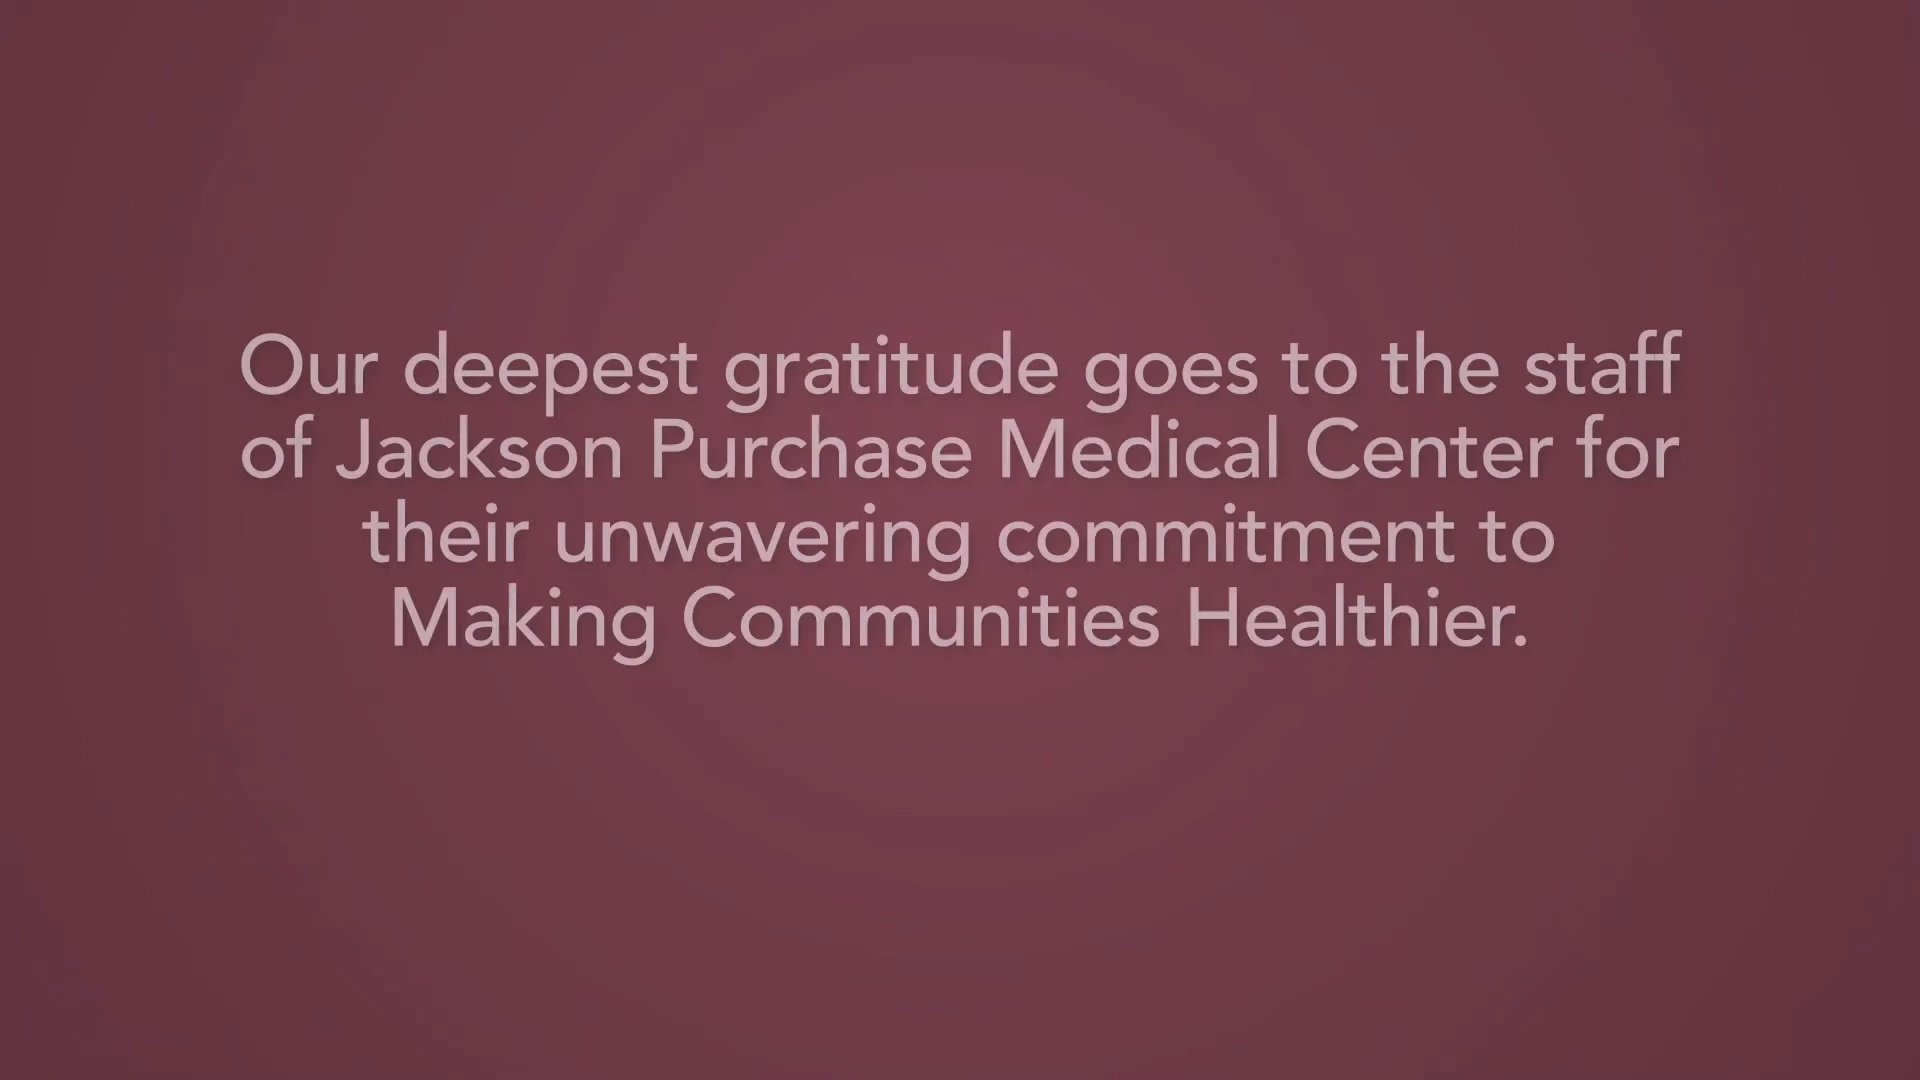 Our deepest gratitude goes to the staff
of Jackson Purchase Medical Center for
their unwavering commitment to
Making Communities Healthier.